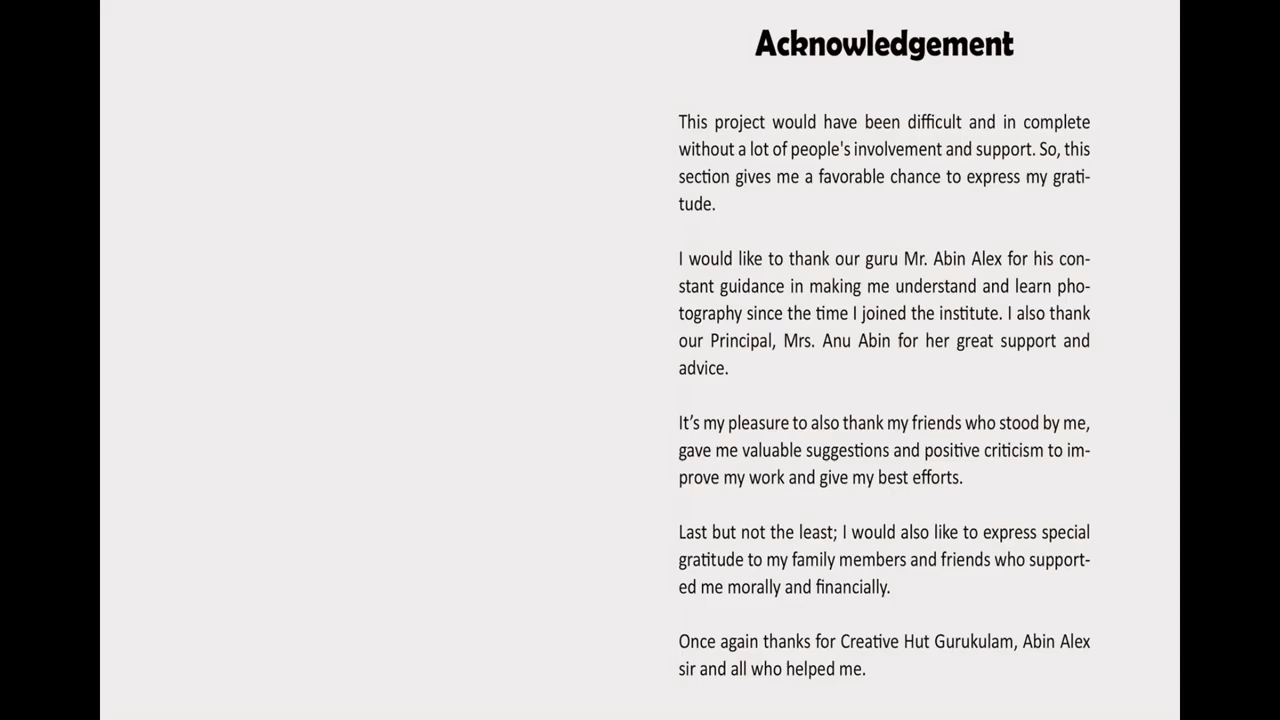 Acknowledgement
This project would have been difficult and in complete
without a lot of people's involvement and support. So, this
section gives me a favorable chance to express my grati-
tude.
I would like to thank our guru Mr. Abin Alex for his con-
stant guidance in making me understand and learn pho-
tography since the time I joined the institute. I also thank
our Principal, Mrs. Anu Abin for her great support and
advice.
It’s my pleasure to also thank my friends who stood by me,
gave me valuable suggestions and positive criticism to im-
prove my work and give my best efforts.
Last but not the least; I would also like to express special
gratitude to my family members and friends who support-
ed me morally and financially.
Once again thanks for Creative Hut Gurukulam, Abin Alex
sir and all who helped me.